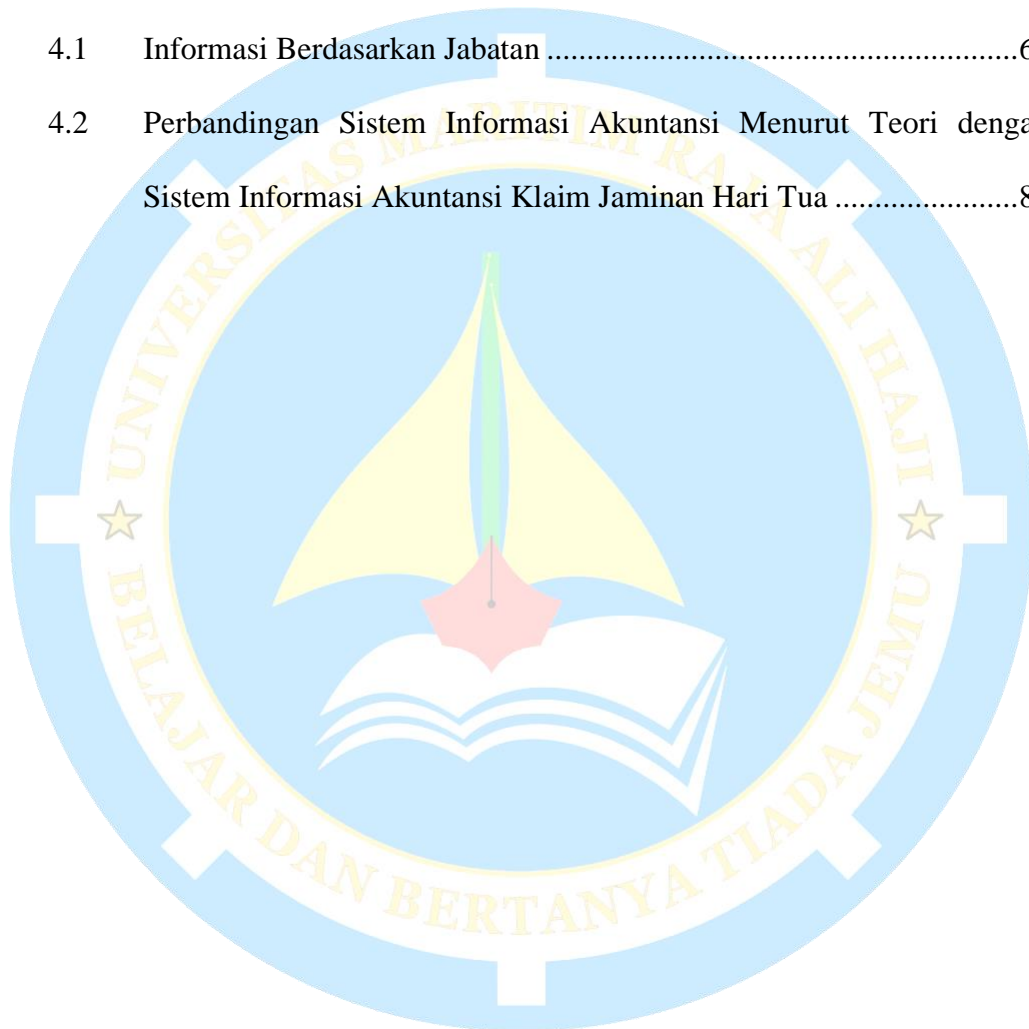 4.1 Informasi Berdasarkan Jabatan .....................................................6
4.2 Perbandingan Sistem Informasi Akuntansi Menurut Teori
Sistem Informasi Akuntansi Klaim Jaminan Hari Tua .......................8
UNIVERSITAS MARITIM RAJA ALI HAJI
BELAJAR DAN BERTANYA TIADA JEMU